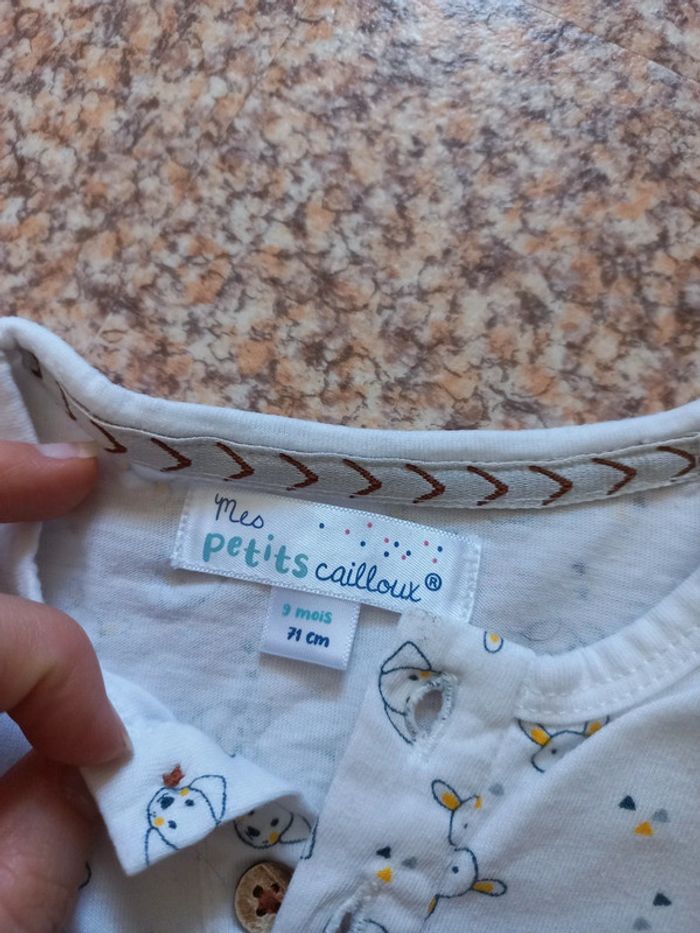 Mes
petits cailloux®
9 mois
71 cm